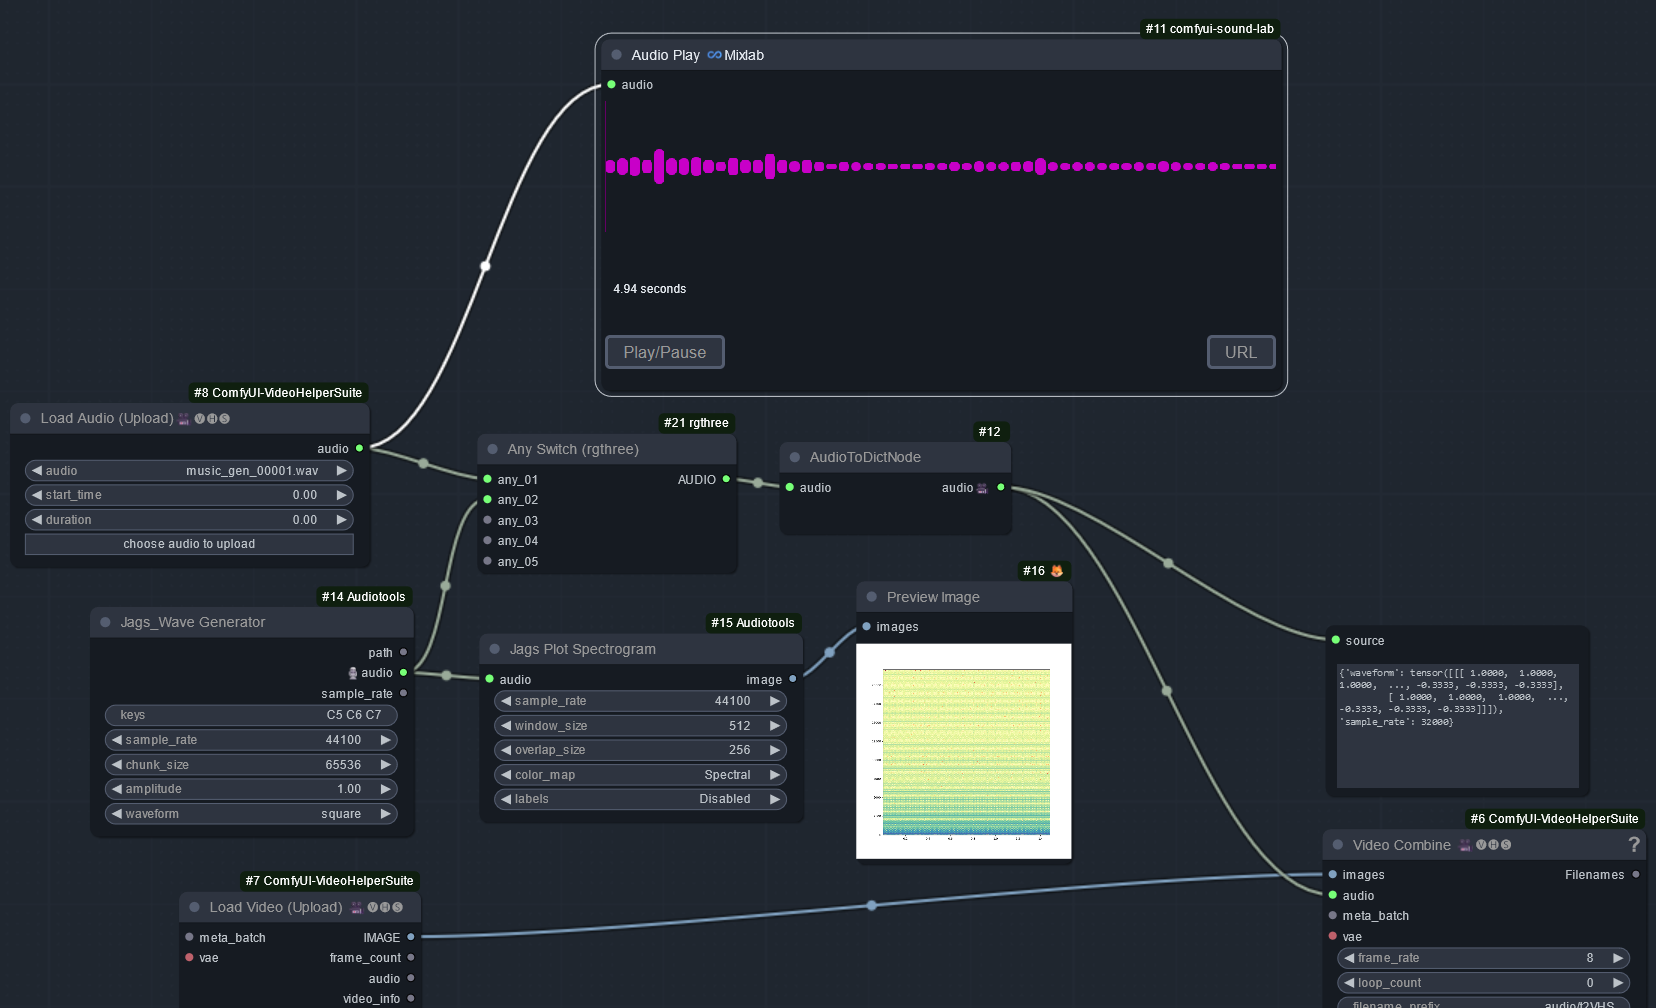 #11 comfyui-sound-lab
Audio Play Mixlab
audio
4.94 seconds
Play/Pause
URL
#8 ComfyUI-VideoHelperSuite
Load Audio (Upload) VHS
audio
audio music_gen_00001.wav
start_time 0.00
duration 0.00
choose audio to upload
#21 rgthree
Any Switch (rgthree)
any_01 AUDIO
any_02
any_03
any_04
any_05
#12
AudioToDictNode
audio audio
#14 Audiotools
Jags_Wave Generator
path
audio
sample_rate
keys C5 C6 C7
sample_rate 44100
chunk_size 65536
amplitude 1.00
waveform square
#15 Audiotools
Jags Plot Spectrogram
audio image
sample_rate 44100
window_size 512
overlap_size 256
color_map Spectral
labels Disabled
#16
Preview Image
images
source
{'waveform': tensor([[[ 1.0000, 1.0000,
1.0000, ..., -0.3333, -0.3333, -0.3333],
[ 1.0000, 1.0000, 1.0000, ...,
-0.3333, -0.3333, -0.3333]]]),
'sample_rate': 32000}
#7 ComfyUI-VideoHelperSuite
Load Video (Upload) VHS
meta_batch IMAGE
vae frame_count
audio
video_info
#6 ComfyUI-VideoHelperSuite
Video Combine VHS ?
images Filenames
audio
meta_batch
vae
frame_rate 8
loop_count 0
filename_prefix audio/t2VHS